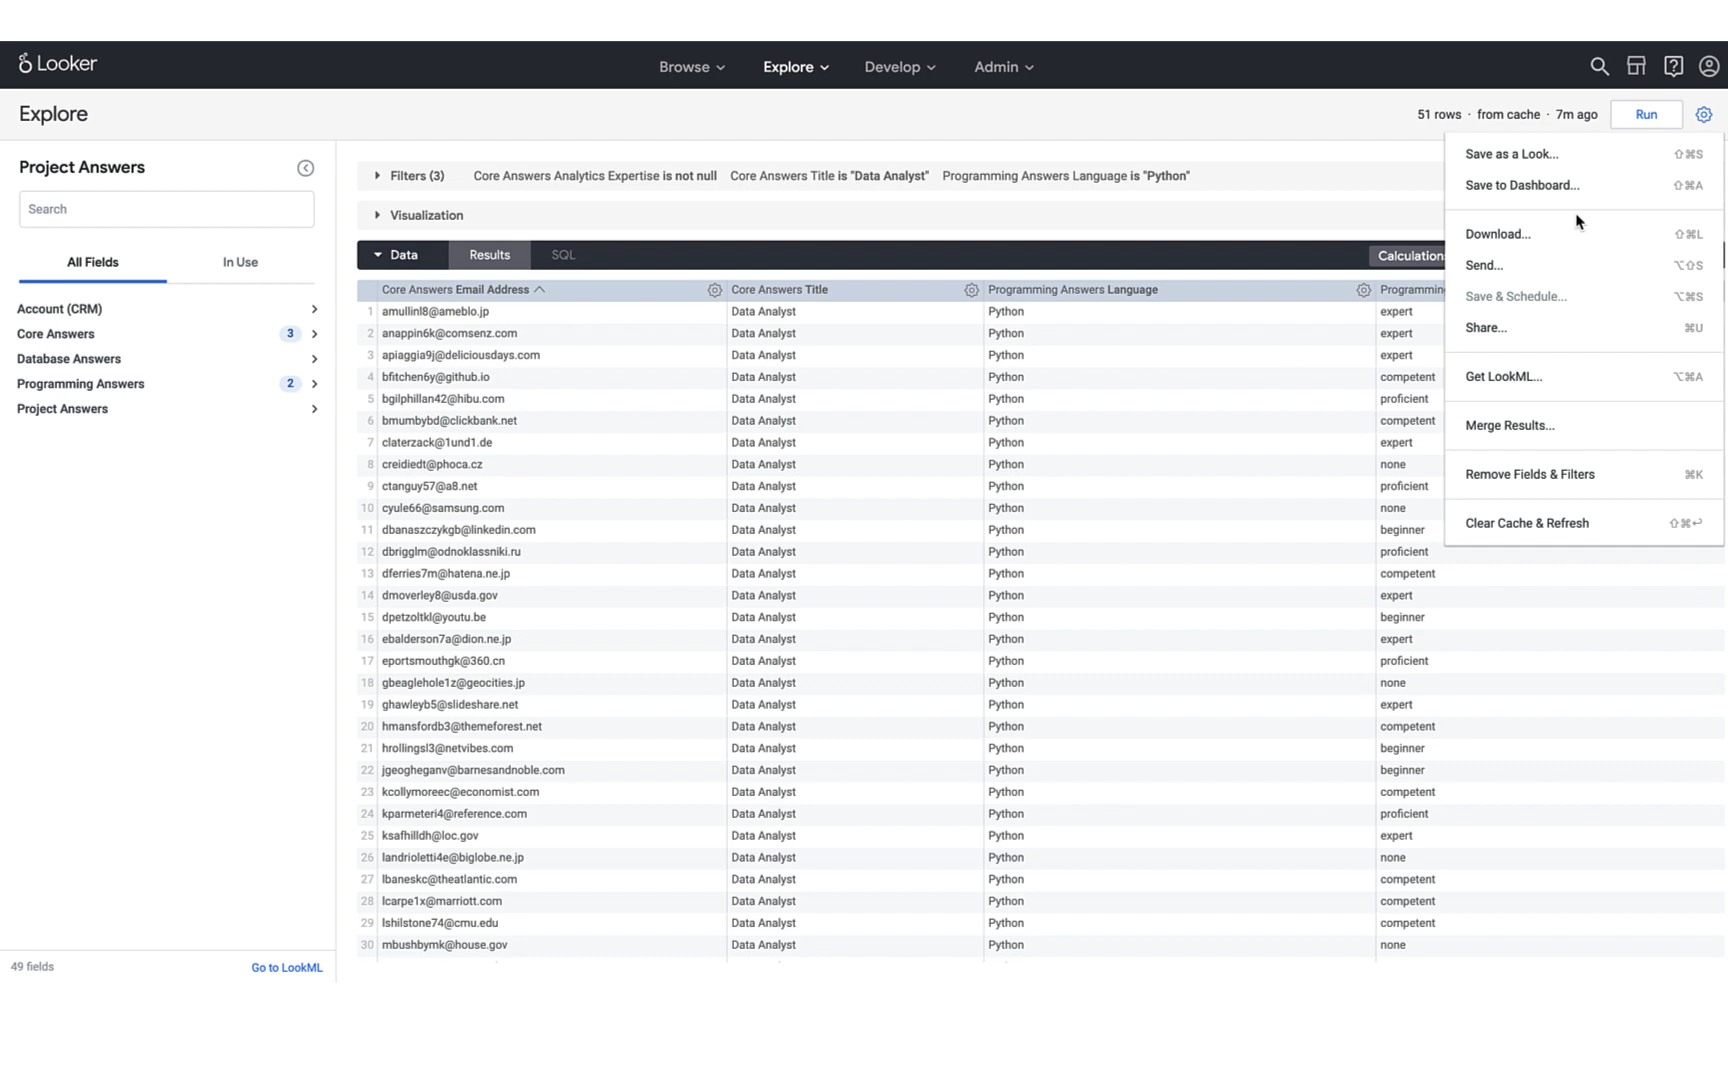 Looker
Browse
Explore
Develop
Admin
Explore
51 rows · from cache · 7m ago
Run
Project Answers
Search
All Fields
In Use
Account (CRM)
Core Answers 3
Database Answers
Programming Answers 2
Project Answers
49 fields
Go to LookML
Filters (3) Core Answers Analytics Expertise is not null Core Answers Title is "Data Analyst" Programming Answers Language is "Python"
Visualization
Data Results SQL Calculation
Core Answers Email Address Core Answers Title Programming Answers Language Programming
1 amullinl8@ameblo.jp Data Analyst Python expert
2 anappin6k@comsenz.com Data Analyst Python expert
3 apiaggia9j@deliciousdays.com Data Analyst Python expert
4 bfitchen6y@github.io Data Analyst Python competent
5 bgilphillan42@hibu.com Data Analyst Python proficient
6 bmumbybd@clickbank.net Data Analyst Python competent
7 claterzack@1und1.de Data Analyst Python expert
8 creidiedt@phoca.cz Data Analyst Python none
9 ctanguy57@a8.net Data Analyst Python proficient
10 cyule66@samsung.com Data Analyst Python none
11 dbanaszczykgb@linkedin.com Data Analyst Python beginner
12 dbrigglm@odnoklassniki.ru Data Analyst Python proficient
13 dferries7m@hatena.ne.jp Data Analyst Python competent
14 dmoverley8@usda.gov Data Analyst Python expert
15 dpetzoltkl@youtu.be Data Analyst Python beginner
16 ebalderson7a@dion.ne.jp Data Analyst Python expert
17 eportsmouthgk@360.cn Data Analyst Python proficient
18 gbeaglehole1z@geocities.jp Data Analyst Python none
19 ghawleyb5@slideshare.net Data Analyst Python expert
20 hmansfordb3@themeforest.net Data Analyst Python competent
21 hrollingsl3@netvibes.com Data Analyst Python beginner
22 jgeogheganv@barnesandnoble.com Data Analyst Python beginner
23 kcollymoreec@economist.com Data Analyst Python competent
24 kparmeteri4@reference.com Data Analyst Python proficient
25 ksafhilldh@loc.gov Data Analyst Python expert
26 landrioletti4e@biglobe.ne.jp Data Analyst Python none
27 lbaneskc@theatlantic.com Data Analyst Python competent
28 lcarpe1x@marriott.com Data Analyst Python competent
29 lshilstone74@cmu.edu Data Analyst Python competent
30 mbushbymk@house.gov Data Analyst Python none
Save as a Look... ⇧⌘S
Save to Dashboard... ⇧⌘A
Download... ⇧⌘L
Send... ⌥⇧S
Save & Schedule... ⌥⌘S
Share... ⌘U
Get LookML... ⌥⌘A
Merge Results...
Remove Fields & Filters ⌘K
Clear Cache & Refresh ⇧⌘↩